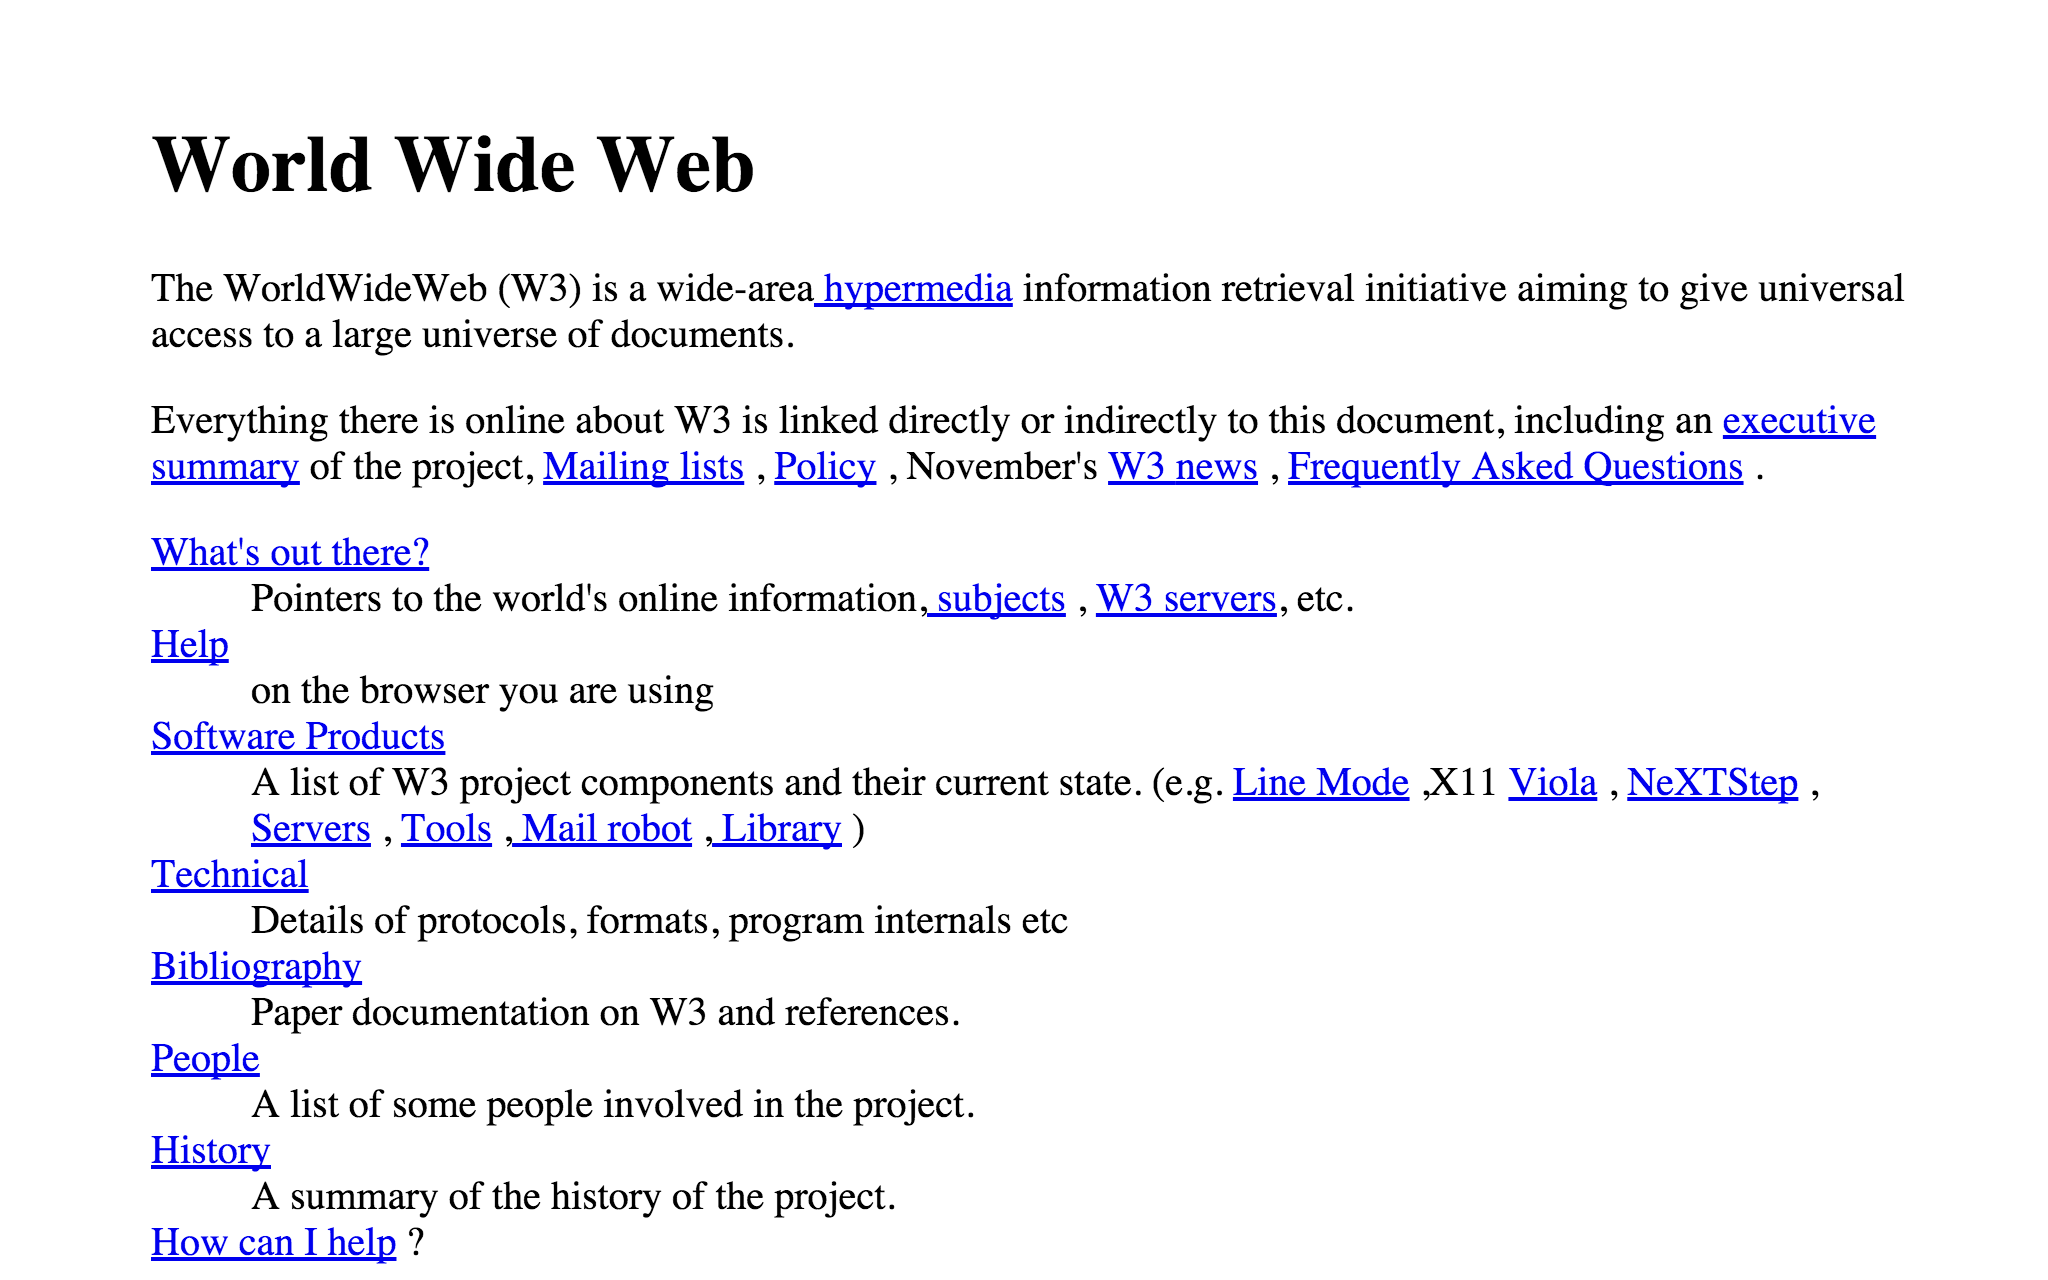 World Wide Web
The WorldWideWeb (W3) is a wide-area hypermedia information retrieval initiative aiming to give universal
access to a large universe of documents.
Everything there is online about W3 is linked directly or indirectly to this document, including an executive
summary of the project, Mailing lists , Policy , November's W3 news , Frequently Asked Questions .
What's out there?
Pointers to the world's online information, subjects , W3 servers, etc.
Help
on the browser you are using
Software Products
A list of W3 project components and their current state. (e.g. Line Mode ,X11 Viola , NeXTStep ,
Servers , Tools , Mail robot , Library )
Technical
Details of protocols, formats, program internals etc
Bibliography
Paper documentation on W3 and references.
People
A list of some people involved in the project.
History
A summary of the history of the project.
How can I help ?